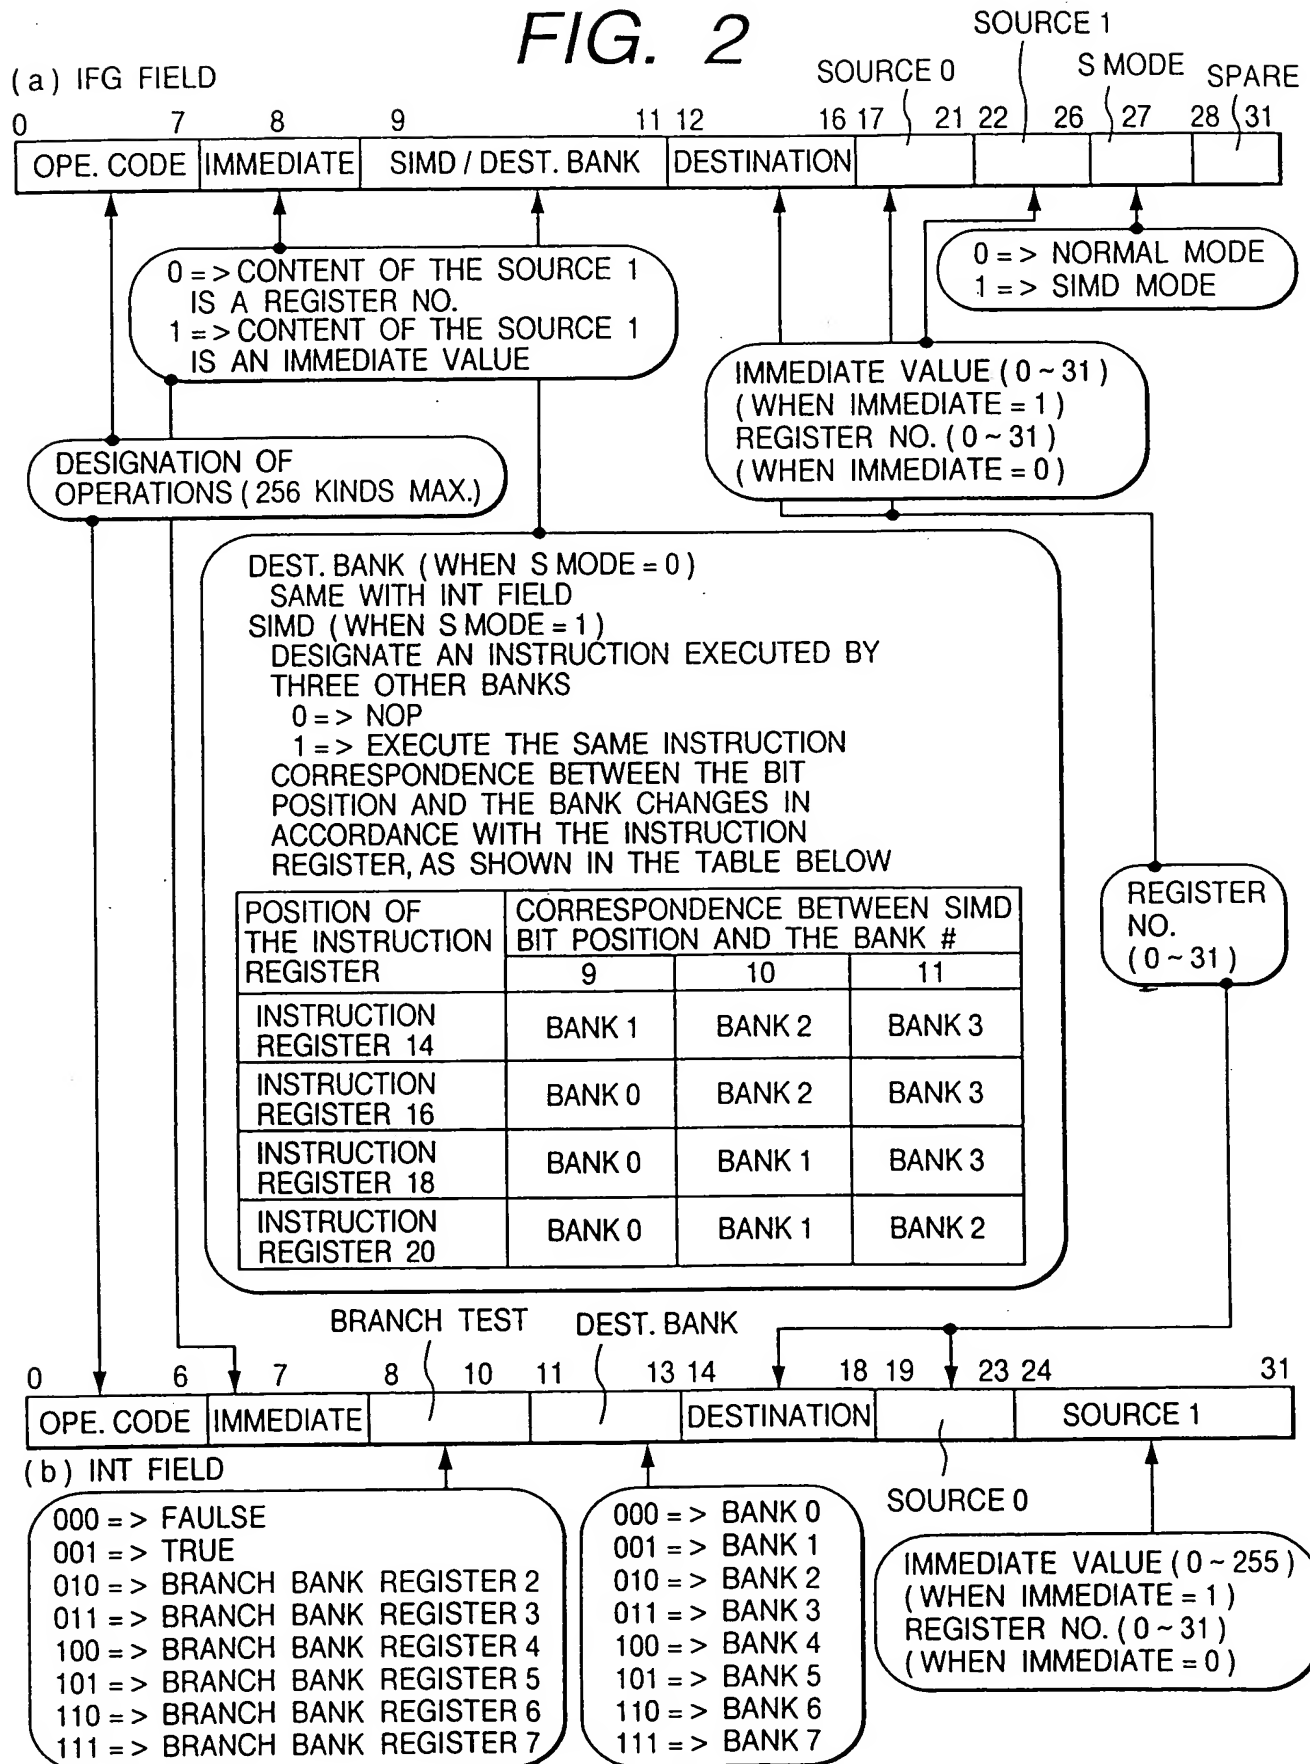 FIG. 2
(a) IFG FIELD
SOURCE 0
SOURCE 1
S MODE
SPARE
0 7 8 9 11 12 16 17 21 22 26 27 28 31
OPE. CODE IMMEDIATE SIMD / DEST. BANK DESTINATION
0 = > CONTENT OF THE SOURCE 1
IS A REGISTER NO.
1 = > CONTENT OF THE SOURCE 1
IS AN IMMEDIATE VALUE
0 = > NORMAL MODE
1 = > SIMD MODE
IMMEDIATE VALUE ( 0 ~ 31 )
( WHEN IMMEDIATE = 1 )
REGISTER NO. ( 0 ~ 31 )
( WHEN IMMEDIATE = 0 )
DESIGNATION OF
OPERATIONS ( 256 KINDS MAX. )
DEST. BANK ( WHEN S MODE = 0 )
SAME WITH INT FIELD
SIMD ( WHEN S MODE = 1 )
DESIGNATE AN INSTRUCTION EXECUTED BY
THREE OTHER BANKS
0 = > NOP
1 = > EXECUTE THE SAME INSTRUCTION
CORRESPONDENCE BETWEEN THE BIT
POSITION AND THE BANK CHANGES IN
ACCORDANCE WITH THE INSTRUCTION
REGISTER, AS SHOWN IN THE TABLE BELOW
POSITION OF
THE INSTRUCTION
REGISTER
CORRESPONDENCE BETWEEN SIMD
BIT POSITION AND THE BANK #
9 10 11
INSTRUCTION
REGISTER 14
BANK 1 BANK 2 BANK 3
INSTRUCTION
REGISTER 16
BANK 0 BANK 2 BANK 3
INSTRUCTION
REGISTER 18
BANK 0 BANK 1 BANK 3
INSTRUCTION
REGISTER 20
BANK 0 BANK 1 BANK 2
REGISTER
NO.
( 0 ~ 31 )
BRANCH TEST
DEST. BANK
0 6 7 8 10 11 13 14 18 19 23 24 31
OPE. CODE IMMEDIATE DESTINATION SOURCE 1
(b) INT FIELD
SOURCE 0
000 = > FAULSE
001 = > TRUE
010 = > BRANCH BANK REGISTER 2
011 = > BRANCH BANK REGISTER 3
100 = > BRANCH BANK REGISTER 4
101 = > BRANCH BANK REGISTER 5
110 = > BRANCH BANK REGISTER 6
111 = > BRANCH BANK REGISTER 7
000 = > BANK 0
001 = > BANK 1
010 = > BANK 2
011 = > BANK 3
100 = > BANK 4
101 = > BANK 5
110 = > BANK 6
111 = > BANK 7
IMMEDIATE VALUE ( 0 ~ 255 )
( WHEN IMMEDIATE = 1 )
REGISTER NO. ( 0 ~ 31 )
( WHEN IMMEDIATE = 0 )